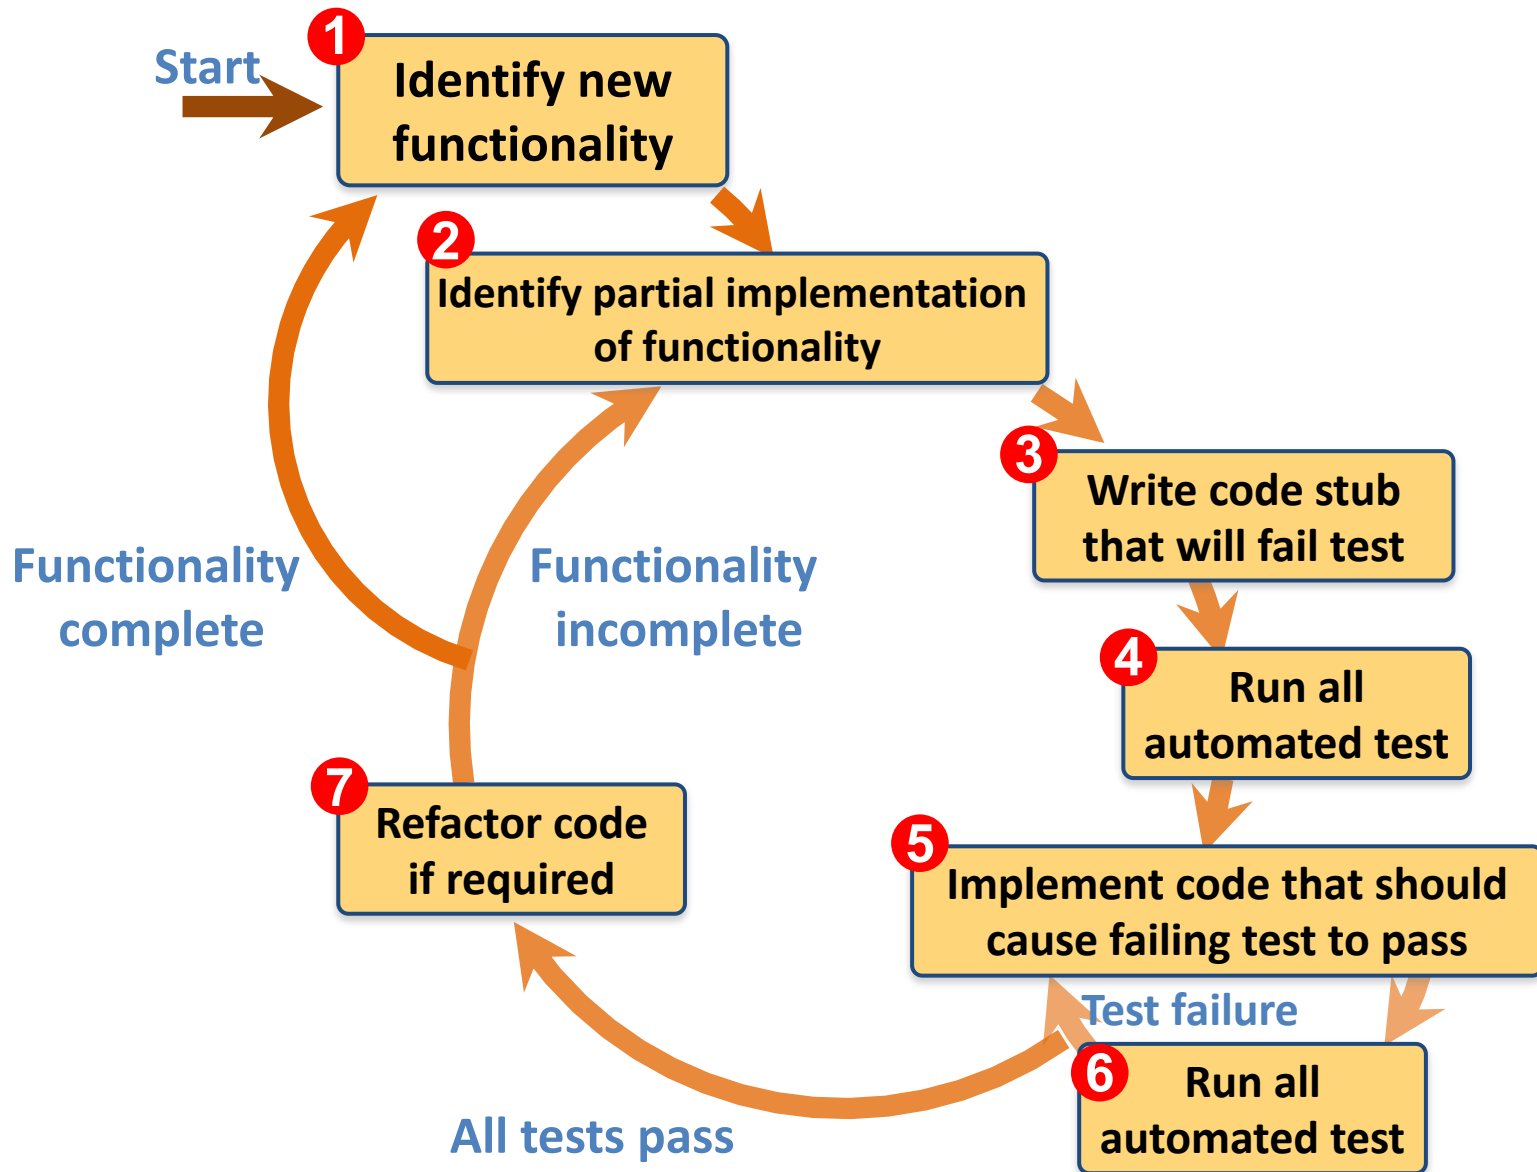 Start
1
Identify new
functionality
2
Identify partial implementation
of functionality
3
Write code stub
that will fail test
4
Run all
automated test
5
Implement code that should
cause failing test to pass
Test failure
6
Run all
automated test
All tests pass
7
Refactor code
if required
Functionality
incomplete
Functionality
complete